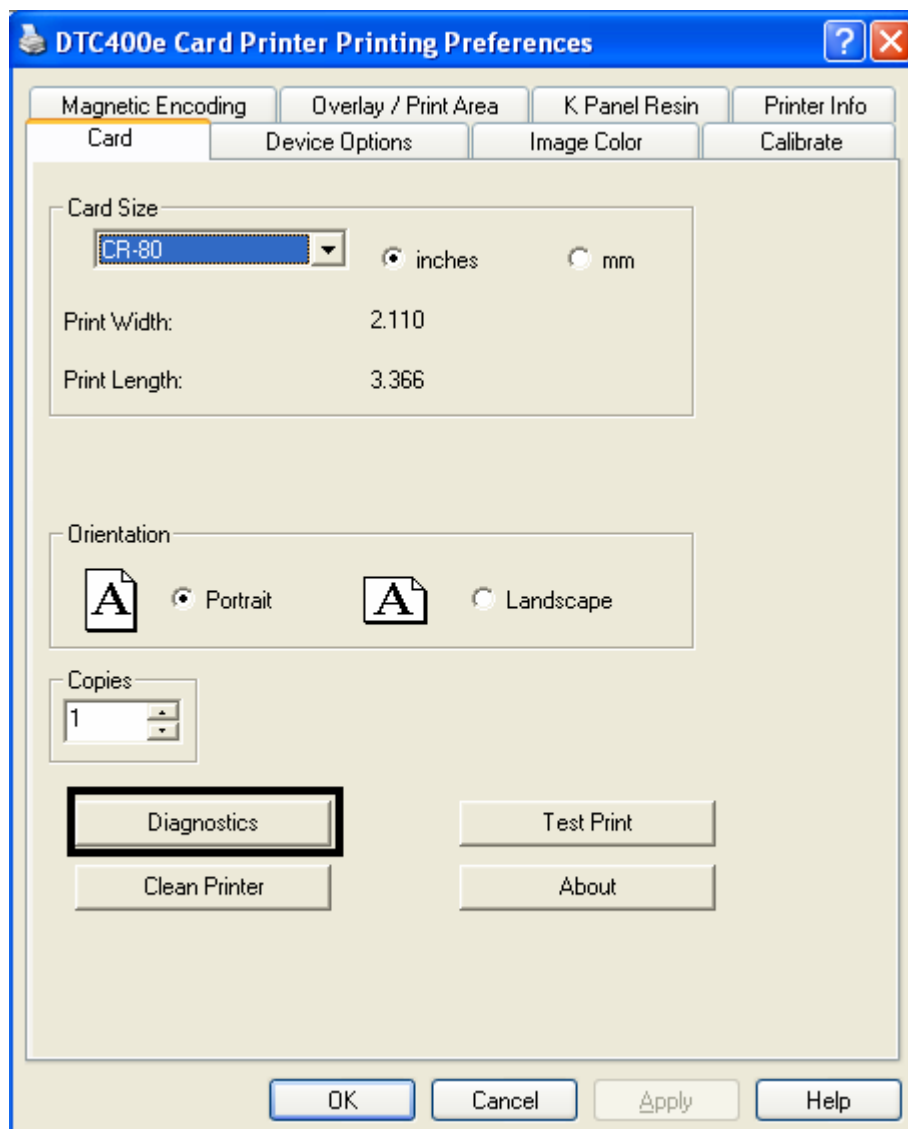 DTC400e Card Printer Printing Preferences
Magnetic Encoding Overlay / Print Area K Panel Resin Printer Info
Card Device Options Image Color Calibrate
Card Size
CR-80 inches mm
Print Width: 2.110
Print Length: 3.366
Orientation
A Portrait A Landscape
Copies
1
Diagnostics Test Print
Clean Printer About
OK Cancel Apply Help